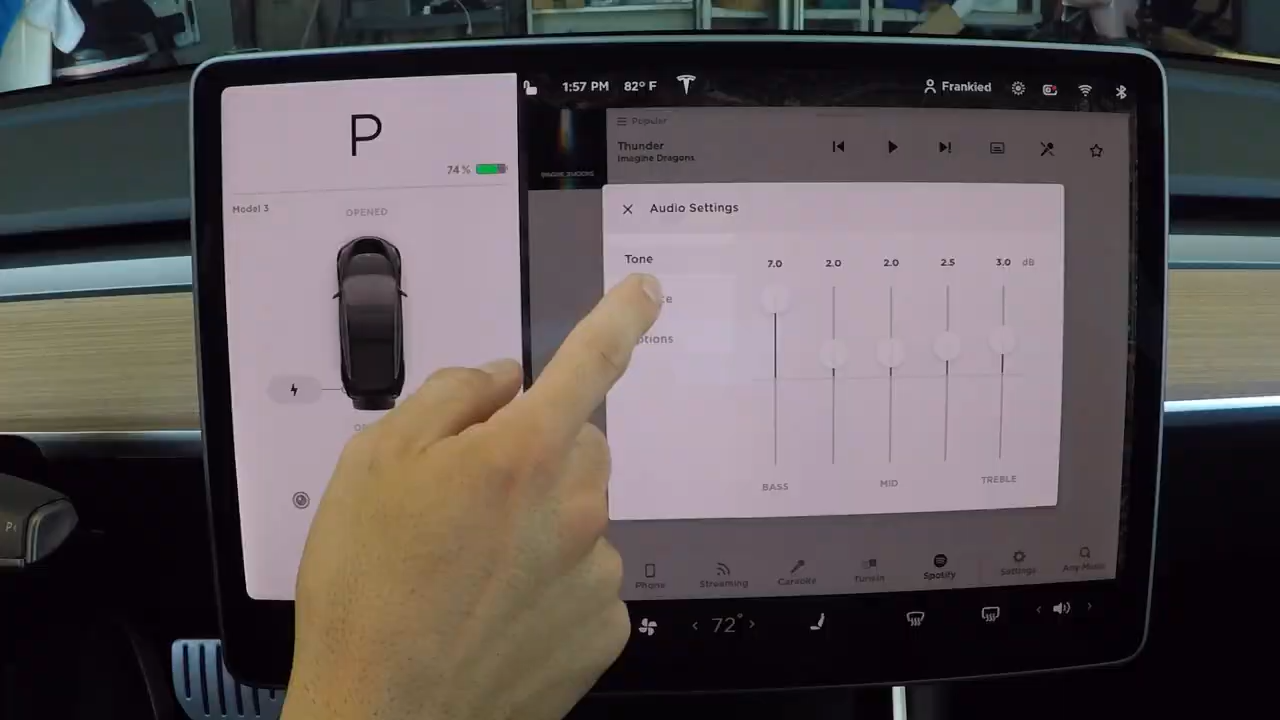 P
74%
Model 3
OPENED
1:57 PM 82°F
Frankied
Popular
Thunder
Imagine Dragons
Audio Settings
Tone
7.0 2.0 2.0 2.5 3.0 dB
BASS MID TREBLE
Phone Streaming Caraoke TuneIn Spotify Settings Any Music
72°
P